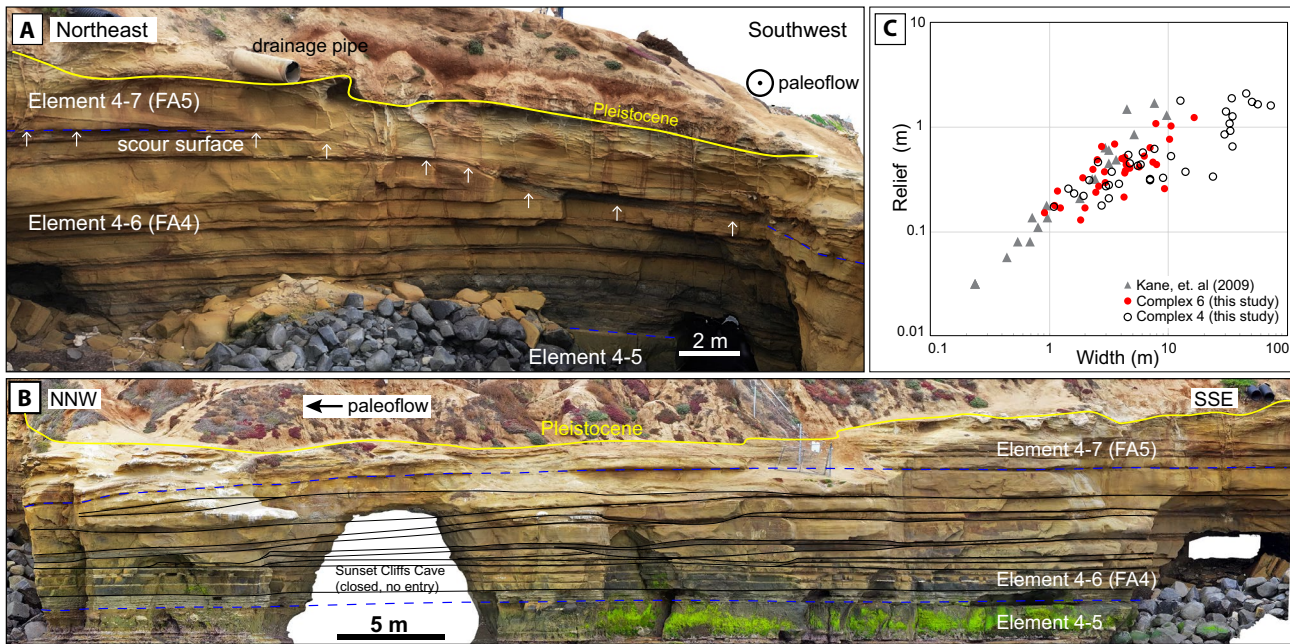 A Northeast
Southwest
drainage pipe
paleoflow
Element 4-7 (FA5)
Pleistocene
scour surface
Element 4-6 (FA4)
Element 4-5
2 m
C
Relief (m)
10
1
0.1
0.01
Kane, et. al (2009)
Complex 6 (this study)
Complex 4 (this study)
0.1 1 10 100
Width (m)
B NNW
paleoflow
SSE
Pleistocene
Element 4-7 (FA5)
Sunset Cliffs Cave
(closed, no entry)
Element 4-6 (FA4)
5 m
Element 4-5